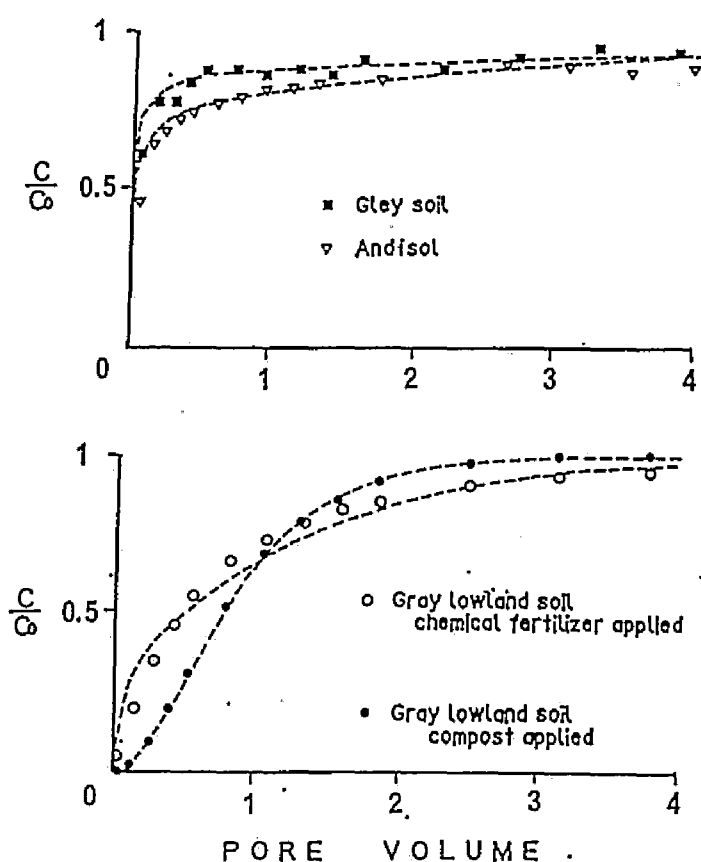 1
C
Co
0.5
Gley soil
Andisol
0
1
2
3
4
1
C
Co
0.5
Gray lowland soil
chemical fertilizer applied
Gray lowland soil
compost applied
0
1
2
3
4
PORE VOLUME